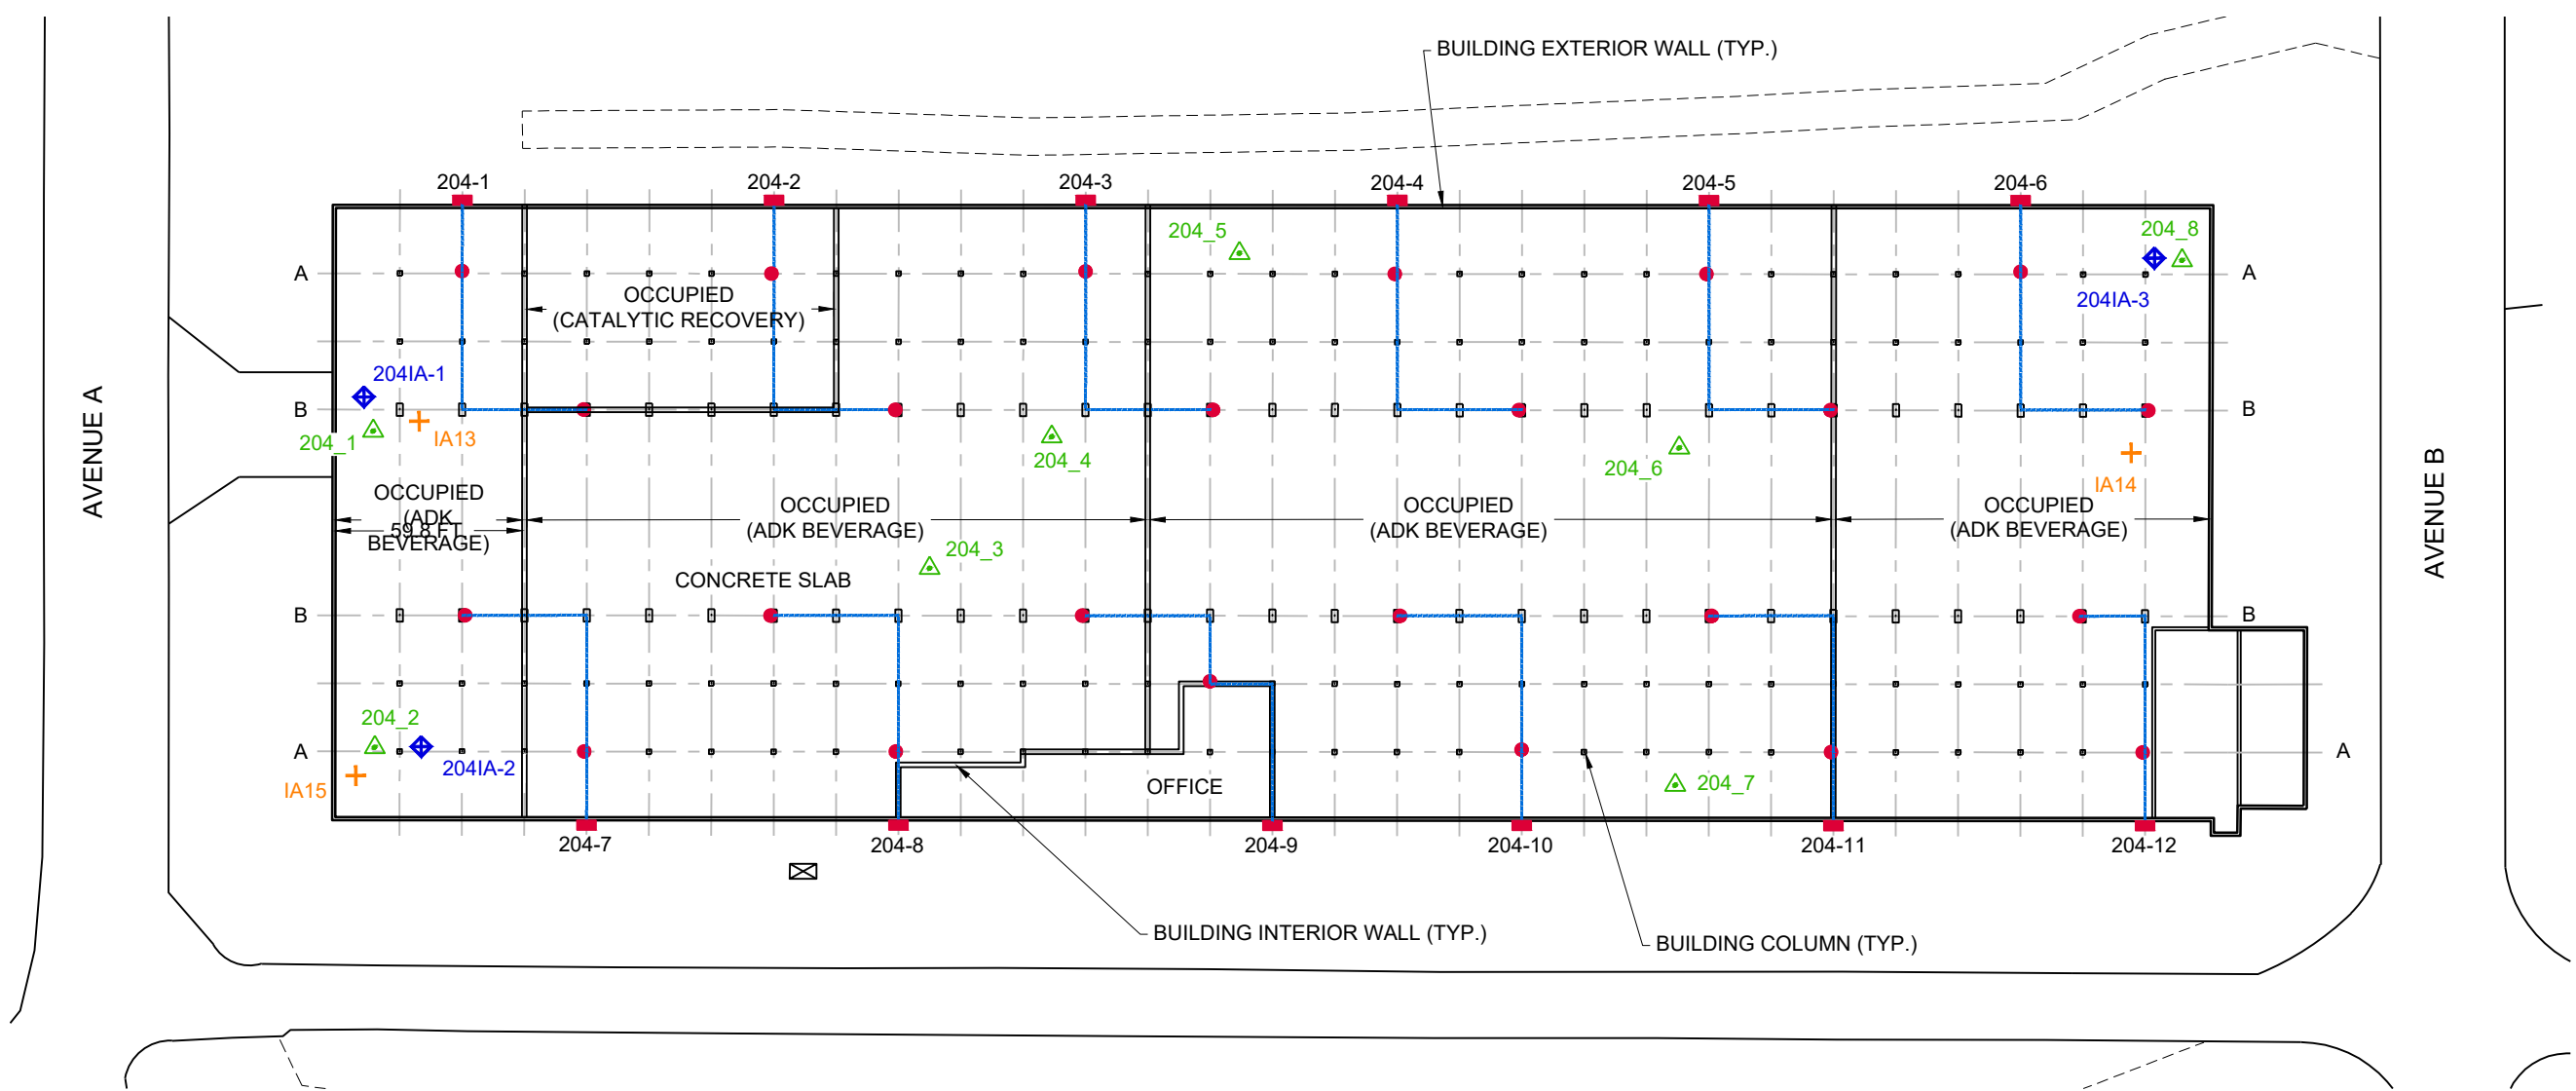 BUILDING EXTERIOR WALL (TYP.)
204-1
204-2
204-3
204-4
204-5
204-6
204_5
204_8
A
A
OCCUPIED
(CATALYTIC RECOVERY)
204IA-3
204IA-1
B
B
204_1
IA13
204_4
204_6
IA14
AVENUE A
AVENUE B
OCCUPIED
(ADK
BEVERAGE)
59.8 FT.
OCCUPIED
(ADK BEVERAGE)
OCCUPIED
(ADK BEVERAGE)
OCCUPIED
(ADK BEVERAGE)
204_3
CONCRETE SLAB
B
B
204_2
A
A
204IA-2
IA15
OFFICE
204_7
204-7
204-8
204-9
204-10
204-11
204-12
BUILDING INTERIOR WALL (TYP.)
BUILDING COLUMN (TYP.)